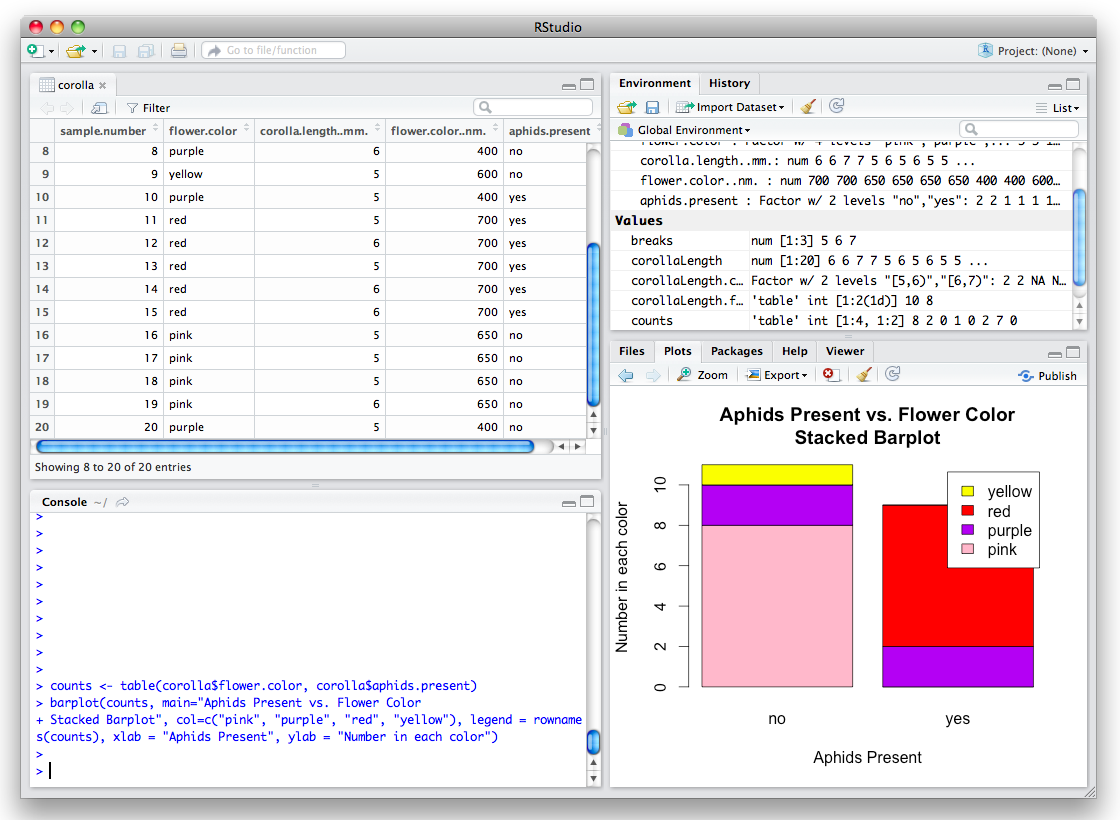 RStudio
Go to file/function
Project: (None)
corolla
Filter
sample.number flower.color corolla.length..mm. flower.color..nm. aphids.present
8 8 purple 6 400 no
9 9 yellow 5 600 no
10 10 purple 5 400 yes
11 11 red 5 700 yes
12 12 red 6 700 yes
13 13 red 5 700 yes
14 14 red 6 700 yes
15 15 red 6 700 yes
16 16 pink 5 650 no
17 17 pink 5 650 no
18 18 pink 5 650 no
19 19 pink 6 650 no
20 20 purple 5 400 no
Showing 8 to 20 of 20 entries
Console ~/
>
>
>
>
>
>
>
>
>
>
> counts <- table(corolla$flower.color, corolla$aphids.present)
> barplot(counts, main="Aphids Present vs. Flower Color
+ Stacked Barplot", col=c("pink", "purple", "red", "yellow"), legend = rowname
s(counts), xlab = "Aphids Present", ylab = "Number in each color")
>
>
Environment History
Import Dataset List
Global Environment
corolla.length..mm.: num 6 6 7 7 5 6 5 6 5 5 ...
flower.color..nm. : num 700 700 650 650 650 650 400 400 600…
aphids.present : Factor w/ 2 levels "no","yes": 2 2 1 1 1 1…
Values
breaks num [1:3] 5 6 7
corollaLength num [1:20] 6 6 7 7 5 6 5 6 5 5 ...
corollaLength.c… Factor w/ 2 levels "[5,6)","[6,7)": 2 2 NA N…
corollaLength.f… 'table' int [1:2(1d)] 10 8
counts 'table' int [1:4, 1:2] 8 2 0 1 0 2 7 0
Files Plots Packages Help Viewer
Zoom Export Publish
Aphids Present vs. Flower Color
Stacked Barplot
Number in each color
10
8
6
4
2
0
yellow
red
purple
pink
no yes
Aphids Present